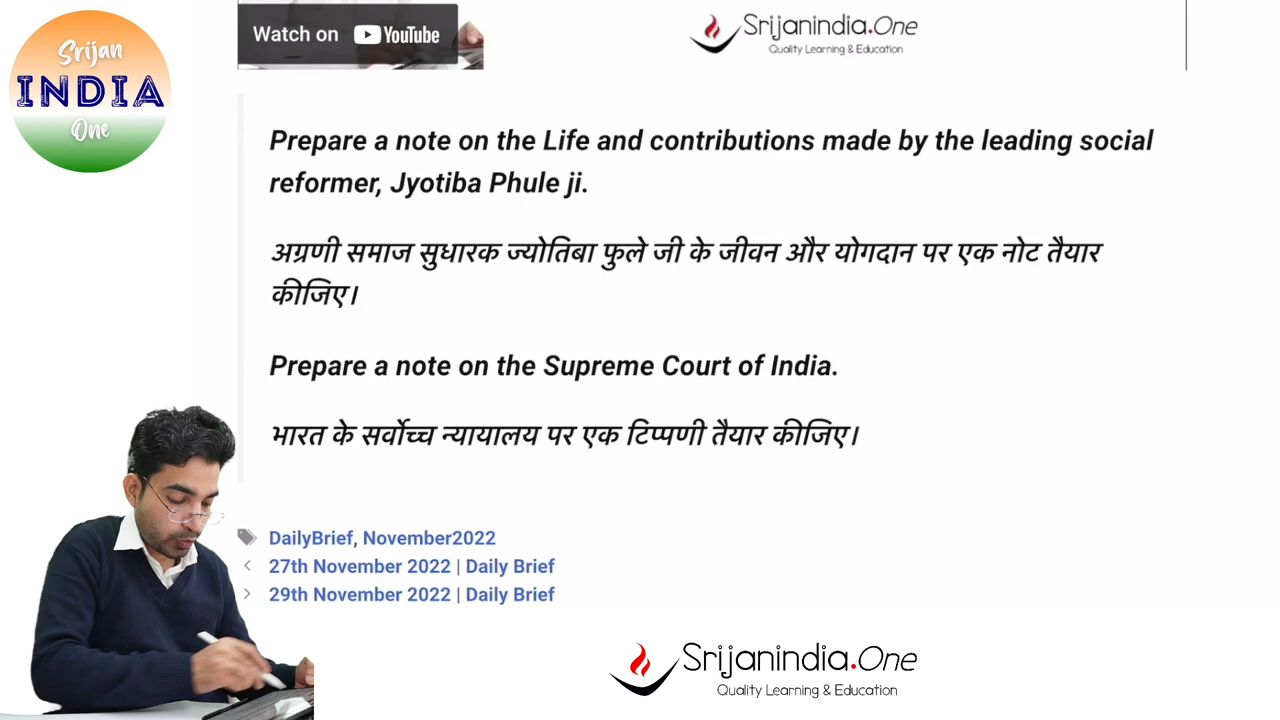 Srijan
INDIA
One
Watch on YouTube
Srijanindia.One
Quality Learning & Education
Prepare a note on the Life and contributions made by the leading social
reformer, Jyotiba Phule ji.
अग्रणी समाज सुधारक ज्योतिबा फुले जी के जीवन और योगदान पर एक नोट तैयार
कीजिए।
Prepare a note on the Supreme Court of India.
भारत के सर्वोच्च न्यायालय पर एक टिप्पणी तैयार कीजिए।
DailyBrief, November2022
27th November 2022 | Daily Brief
29th November 2022 | Daily Brief
Srijanindia.One
Quality Learning & Education